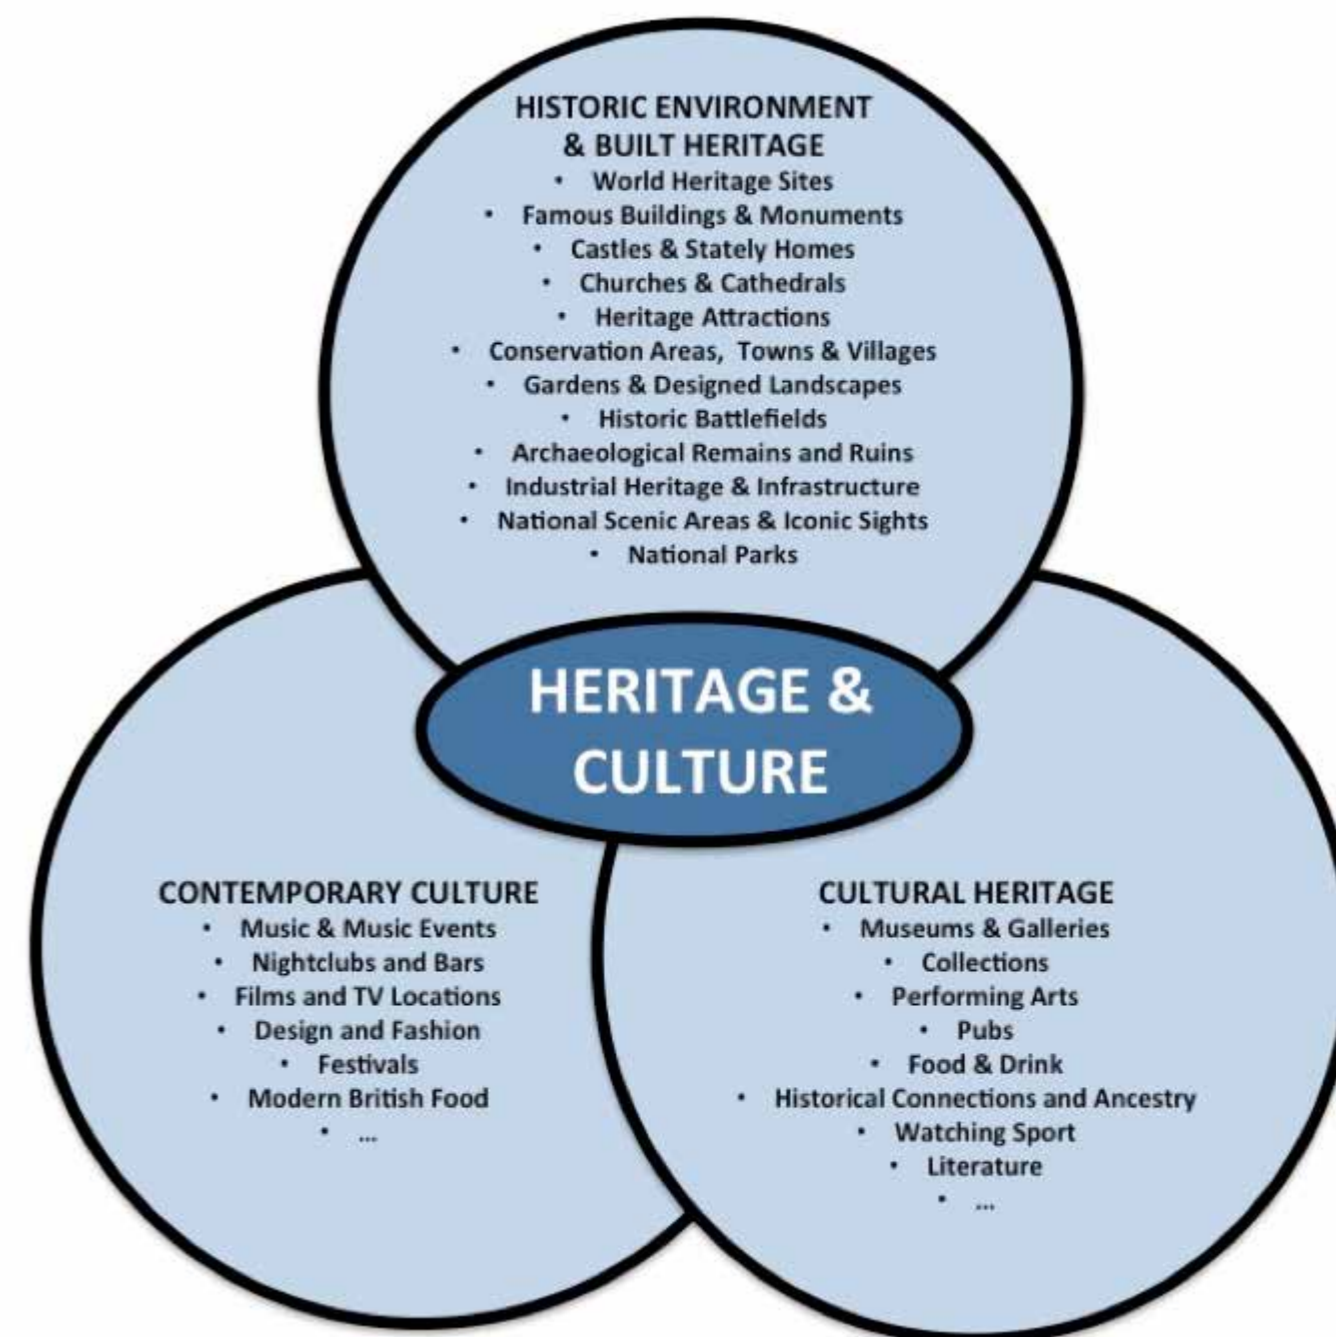 HISTORIC ENVIRONMENT
& BUILT HERITAGE
• World Heritage Sites
• Famous Buildings & Monuments
• Castles & Stately Homes
• Churches & Cathedrals
• Heritage Attractions
• Conservation Areas, Towns & Villages
• Gardens & Designed Landscapes
• Historic Battlefields
• Archaeological Remains and Ruins
• Industrial Heritage & Infrastructure
• National Scenic Areas & Iconic Sights
• National Parks
HERITAGE &
CULTURE
CONTEMPORARY CULTURE
• Music & Music Events
• Nightclubs and Bars
• Films and TV Locations
• Design and Fashion
• Festivals
• Modern British Food
• ...
CULTURAL HERITAGE
• Museums & Galleries
• Collections
• Performing Arts
• Pubs
• Food & Drink
• Historical Connections and Ancestry
• Watching Sport
• Literature
• ...